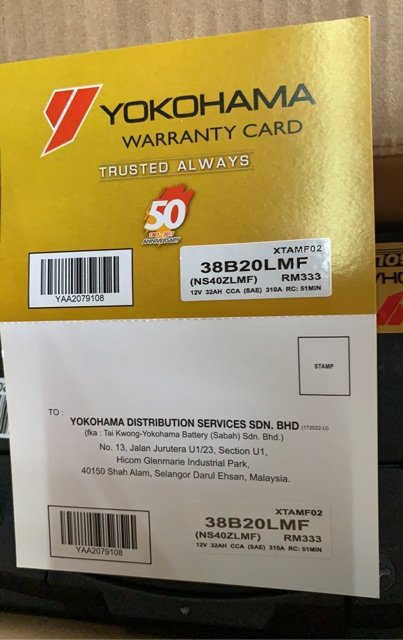 YOKOHAMA
WARRANTY CARD
TRUSTED ALWAYS
50
ANNIVERSARY
XTAMF02
38B20LMF
(NS40ZLMF) RM333
12V 32AH CCA (SAE) 310A RC: 51MIN
YAA2079108
STAMP
TO :
YOKOHAMA DISTRIBUTION SERVICES SDN. BHD (172022-U)
(fka : Tai Kwong-Yokohama Battery (Sabah) Sdn. Bhd.)
No. 13, Jalan Jurutera U1/23, Section U1,
Hicom Glenmarie Industrial Park,
40150 Shah Alam, Selangor Darul Ehsan, Malaysia.
XTAMF02
38B20LMF
(NS40ZLMF) RM333
12V 32AH CCA (SAE) 310A RC: 51MIN
YAA2079108